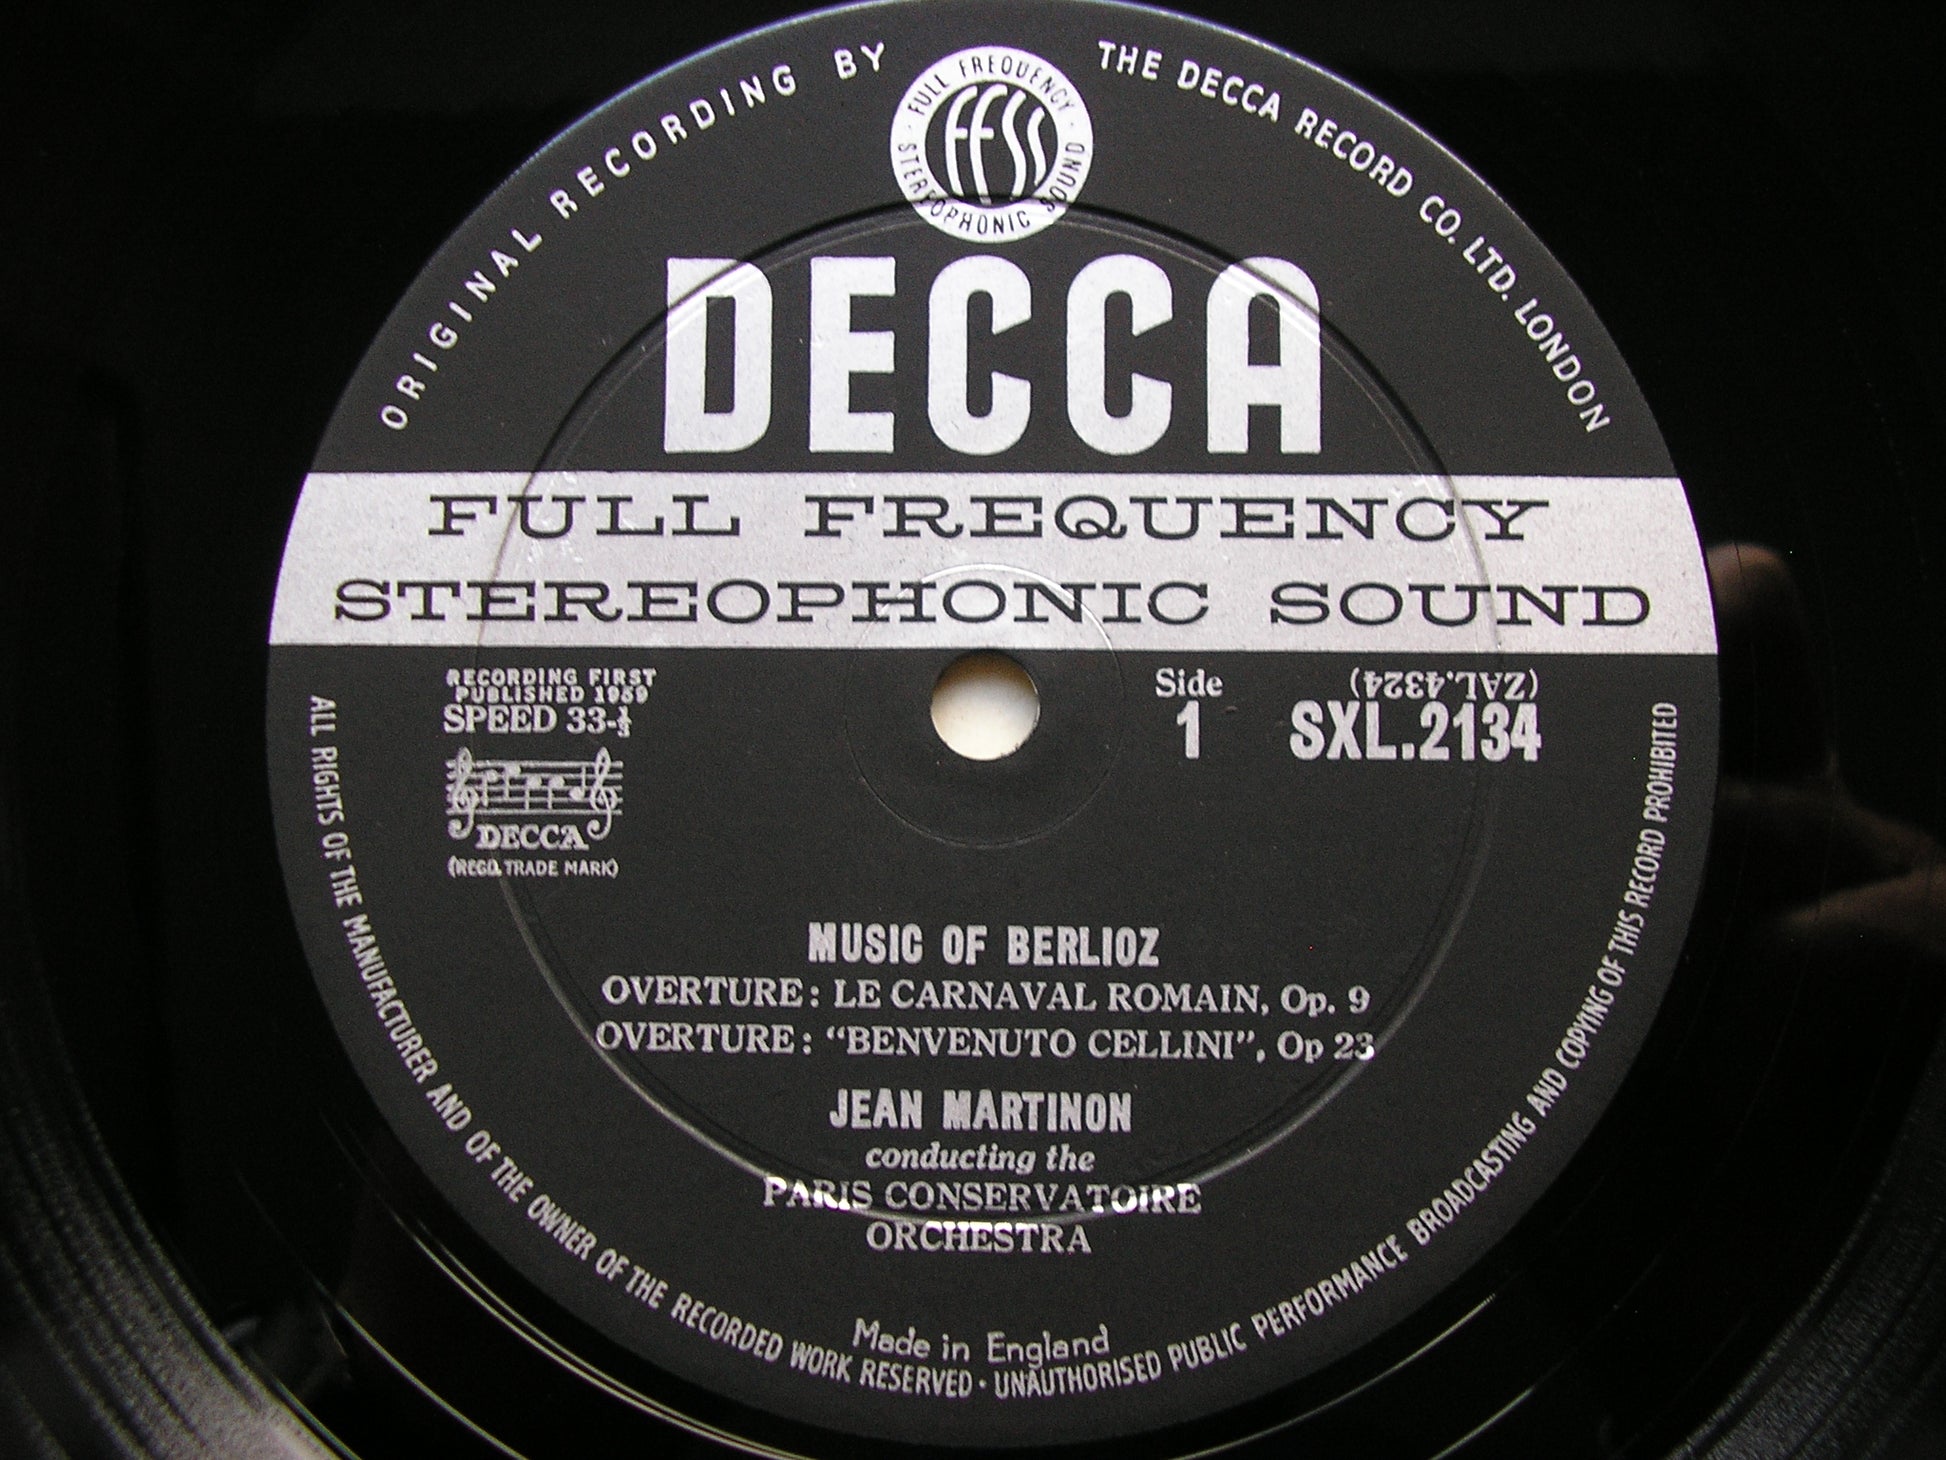 ORIGINAL RECORDING BY THE DECCA RECORD CO. LTD. LONDON
FULL FREQUENCY
FFSS
STEREOPHONIC SOUND
DECCA
FULL FREQUENCY
STEREOPHONIC SOUND
RECORDING FIRST
PUBLISHED 1959
SPEED 33-⅓
DECCA
(REGD. TRADE MARK)
Side
1
(ZAL.4324)
SXL.2134
MUSIC OF BERLIOZ
OVERTURE: LE CARNAVAL ROMAIN, Op. 9
OVERTURE: "BENVENUTO CELLINI", Op 23
JEAN MARTINON
conducting the
PARIS CONSERVATOIRE
ORCHESTRA
Made in England
ALL RIGHTS OF THE MANUFACTURER AND OF THE OWNER OF THE RECORDED WORK RESERVED · UNAUTHORISED PUBLIC PERFORMANCE BROADCASTING AND COPYING OF THIS RECORD PROHIBITED